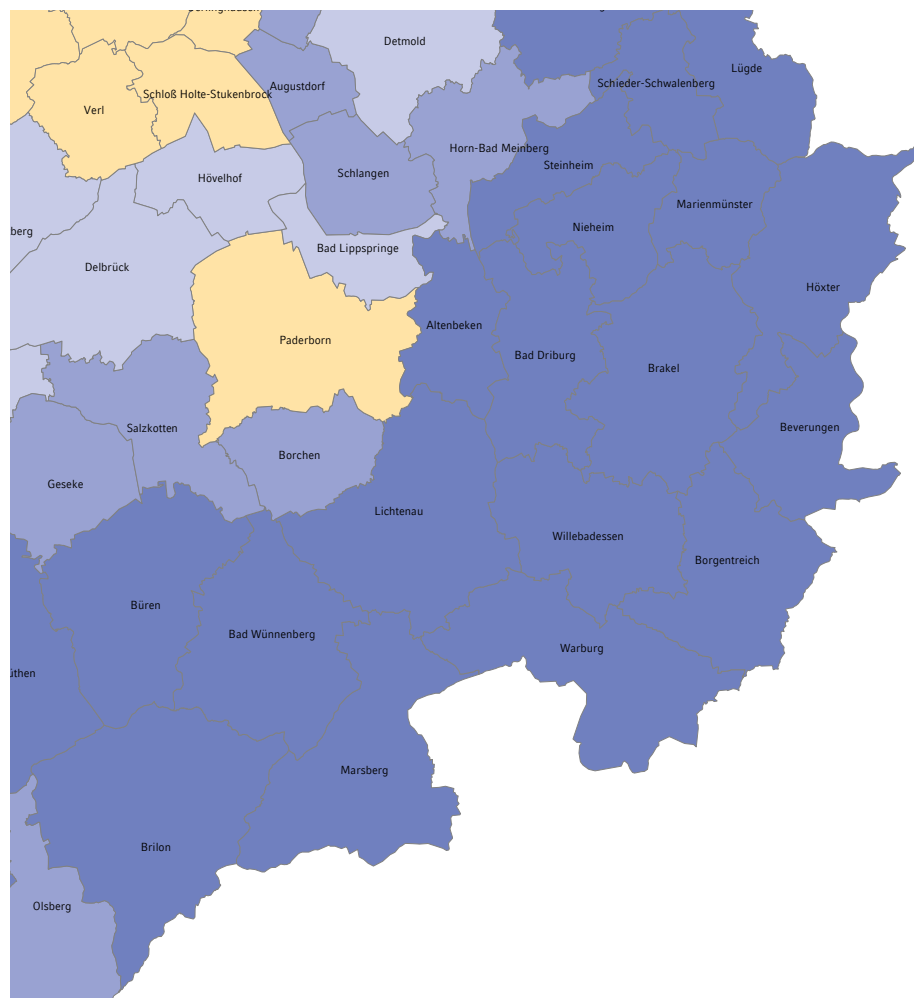 Detmold
Lügde
Schieder-Schwalenberg
Augustdorf
Schloß Holte-Stukenbrock
Verl
Horn-Bad Meinberg
Steinheim
Schlangen
Hövelhof
Marienmünster
Nieheim
berg
Bad Lippspringe
Delbrück
Höxter
Altenbeken
Paderborn
Bad Driburg
Brakel
Salzkotten
Beverungen
Borchen
Geseke
Lichtenau
Willebadessen
Borgentreich
Büren
Bad Wünnenberg
Warburg
üthen
Marsberg
Brilon
Olsberg